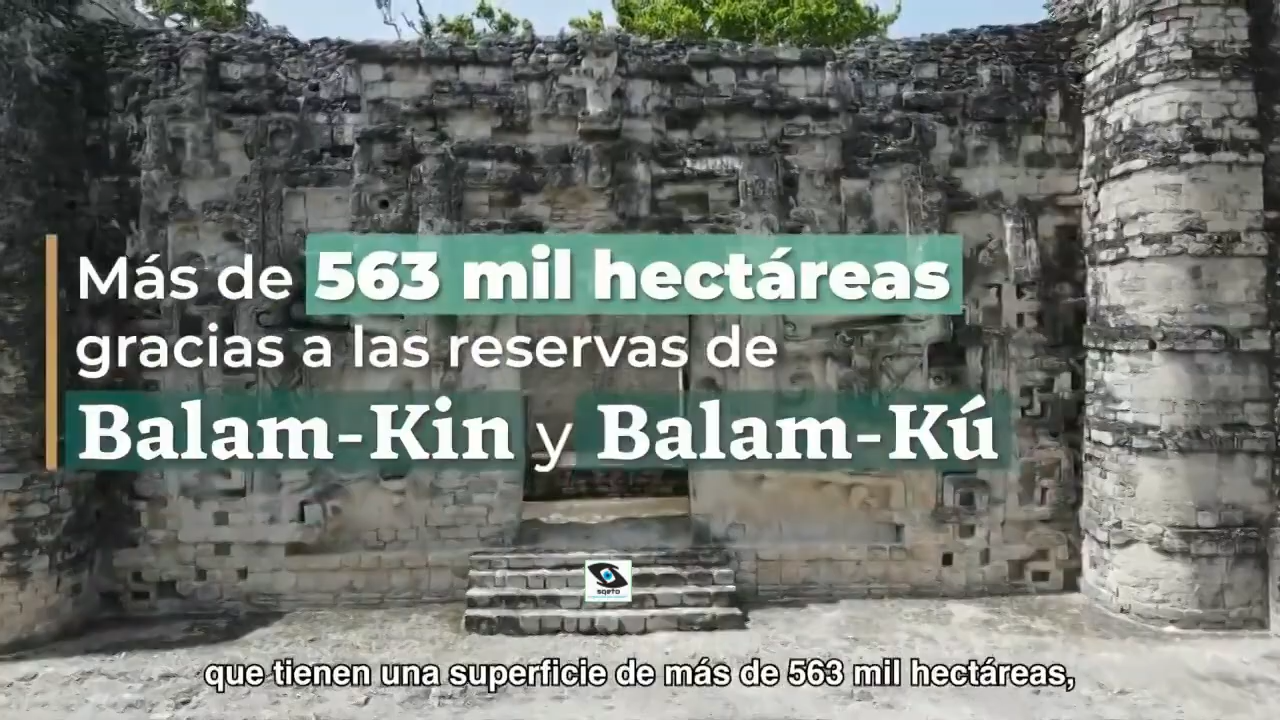 Más de 563 mil hectáreas
gracias a las reservas de
Balam-Kin y Balam-Kú
que tienen una superficie de más de 563 mil hectáreas,